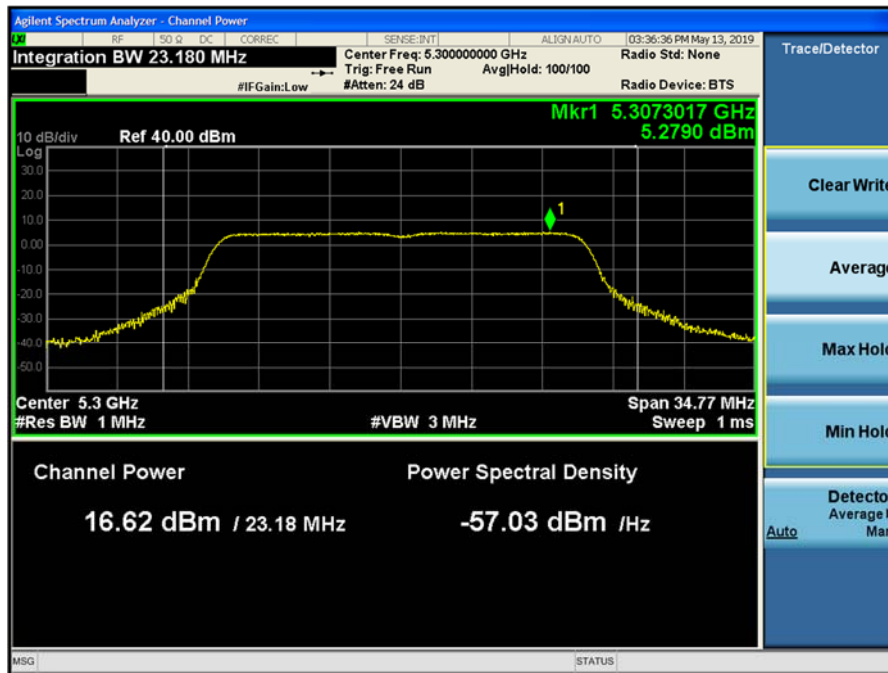 Agilent Spectrum Analyzer - Channel Power
LXI RF 50 Ω DC CORREC SENSE:INT ALIGN AUTO 03:36:36 PM May 13, 2019
Integration BW 23.180 MHz
Center Freq: 5.300000000 GHz
Radio Std: None
Trig: Free Run Avg|Hold: 100/100
#IFGain:Low #Atten: 24 dB Radio Device: BTS
Trace/Detector
Mkr1 5.3073017 GHz
5.2790 dBm
10 dB/div Ref 40.00 dBm
Log
30.0
20.0
10.0
0.00
-10.0
-20.0
-30.0
-40.0
-50.0
1
Center 5.3 GHz Span 34.77 MHz
#Res BW 1 MHz #VBW 3 MHz Sweep 1 ms
Channel Power Power Spectral Density
16.62 dBm / 23.18 MHz -57.03 dBm /Hz
Clear Write
Average
Max Hold
Min Hold
Detecto
Average
Auto Man
MSG STATUS